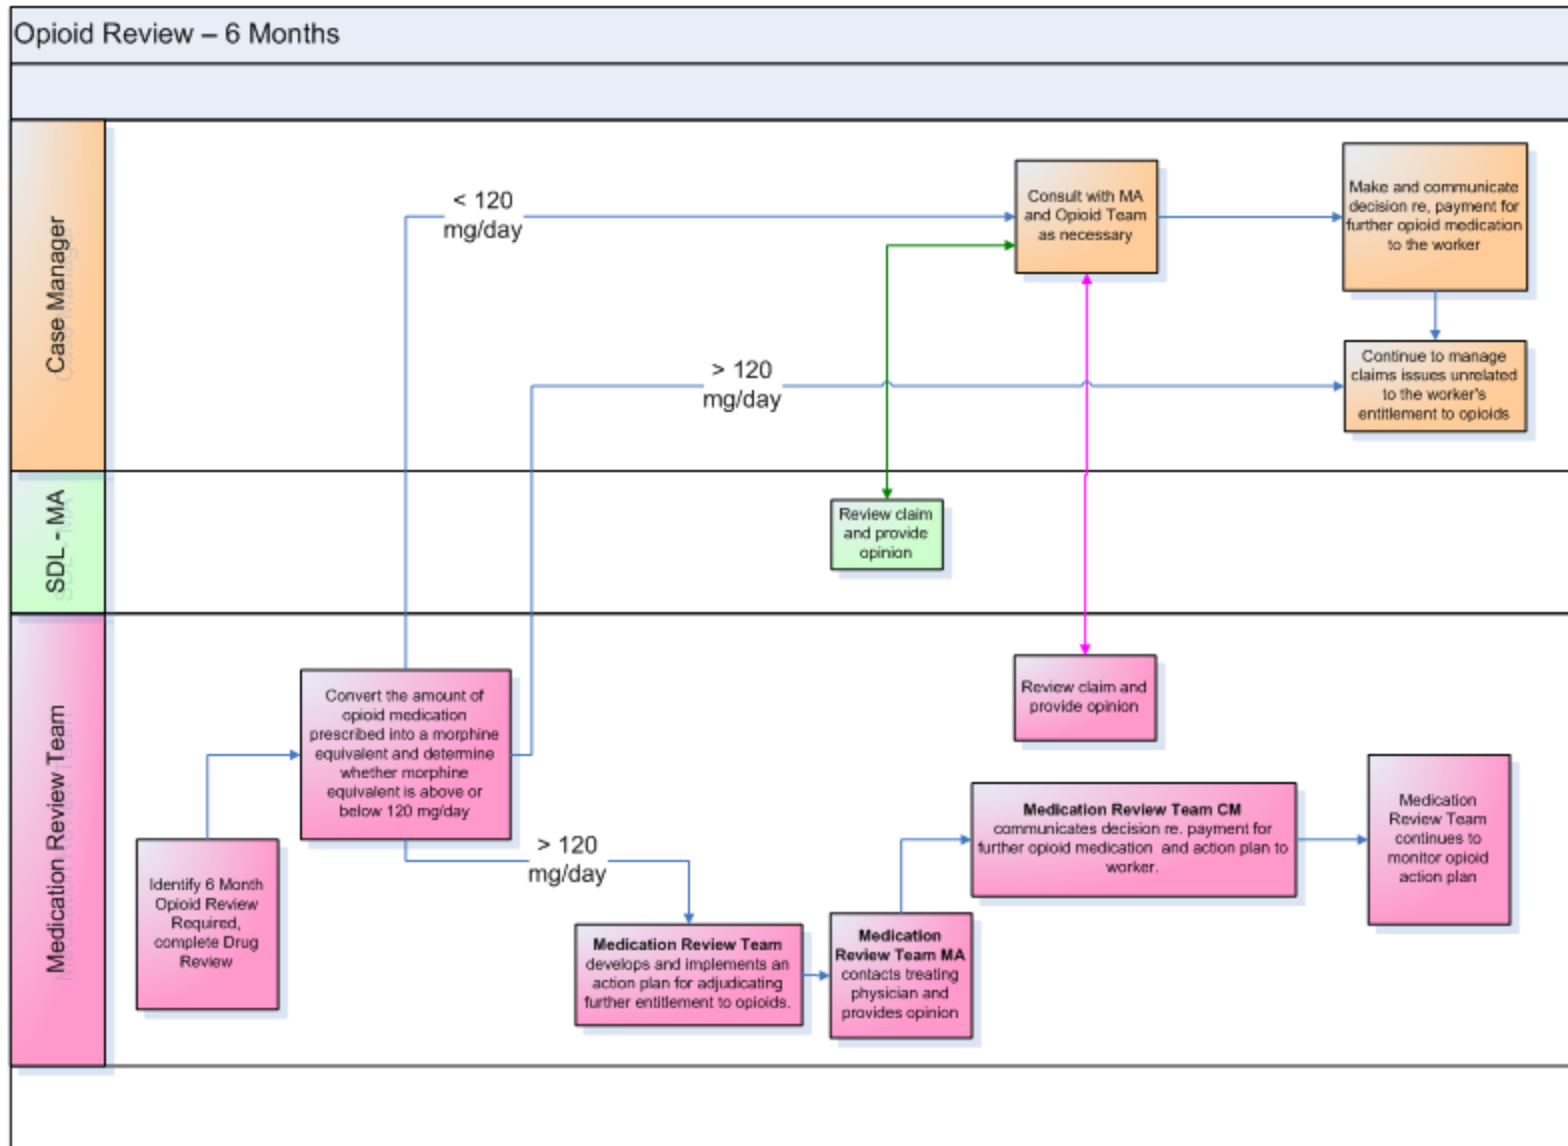 Opioid Review – 6 Months
Case Manager
< 120
mg/day
Consult with MA
and Opioid Team
as necessary
Make and communicate
decision re, payment for
further opioid medication
to the worker
> 120
mg/day
Continue to manage
claims issues unrelated
to the worker's
entitlement to opioids
SDL - MA
Review claim
and provide
opinion
Medication Review Team
Identify 6 Month
Opioid Review
Required,
complete Drug
Review
Convert the amount of
opioid medication
prescribed into a morphine
equivalent and determine
whether morphine
equivalent is above or
below 120 mg/day
> 120
mg/day
Medication Review Team
develops and implements an
action plan for adjudicating
further entitlement to opioids.
Medication
Review Team MA
contacts treating
physician and
provides opinion
Review claim and
provide opinion
Medication Review Team CM
communicates decision re. payment for
further opioid medication and action plan to
worker.
Medication
Review Team
continues to
monitor opioid
action plan